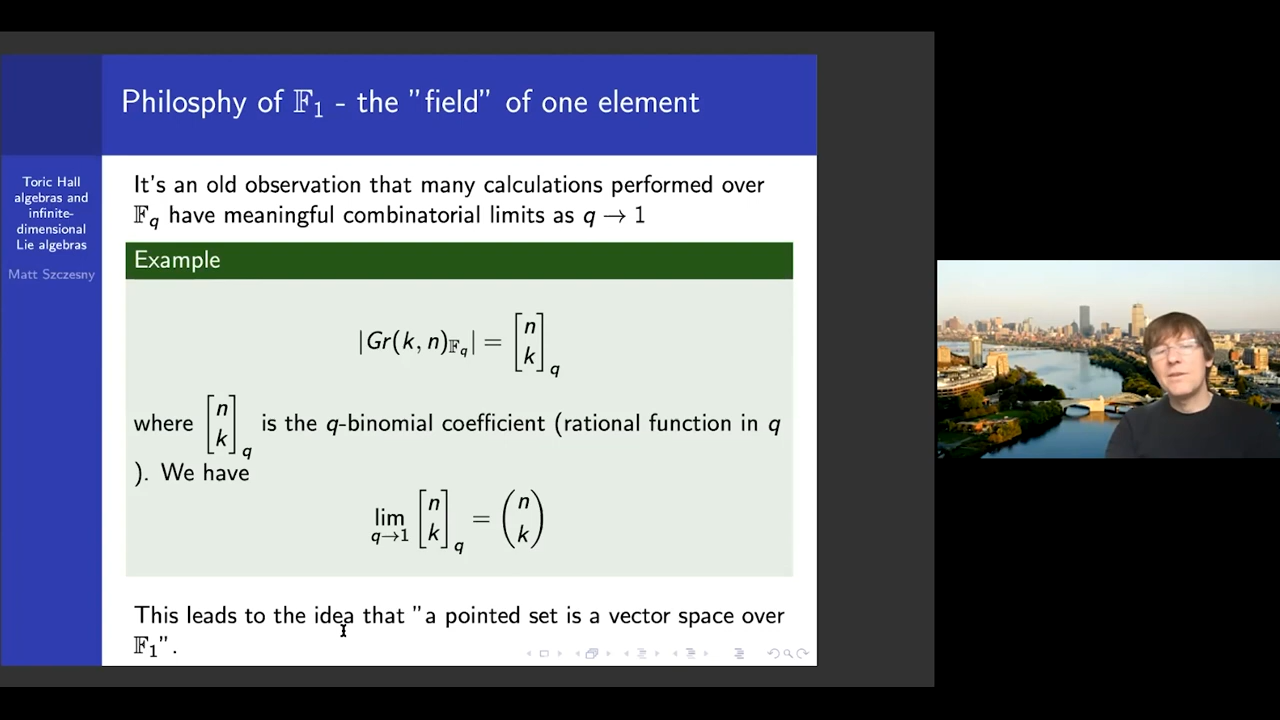 Philosphy of 𝔽₁ - the "field" of one element
Toric Hall
algebras and
infinite-
dimensional
Lie algebras
Matt Szczesny
It's an old observation that many calculations performed over
𝔽_q have meaningful combinatorial limits as q → 1
Example
|Gr(k, n)_{𝔽_q}| = [n k]_q
where [n k]_q is the q-binomial coefficient (rational function in q
). We have
lim_{q→1} [n k]_q = (n k)
This leads to the idea that "a pointed set is a vector space over
𝔽₁".